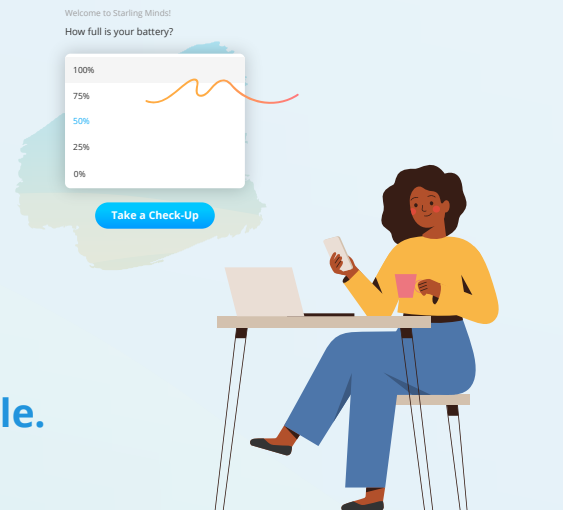 Welcome to Starling Minds!
How full is your battery?
100%
75%
50%
25%
0%
Take a Check-Up
le.